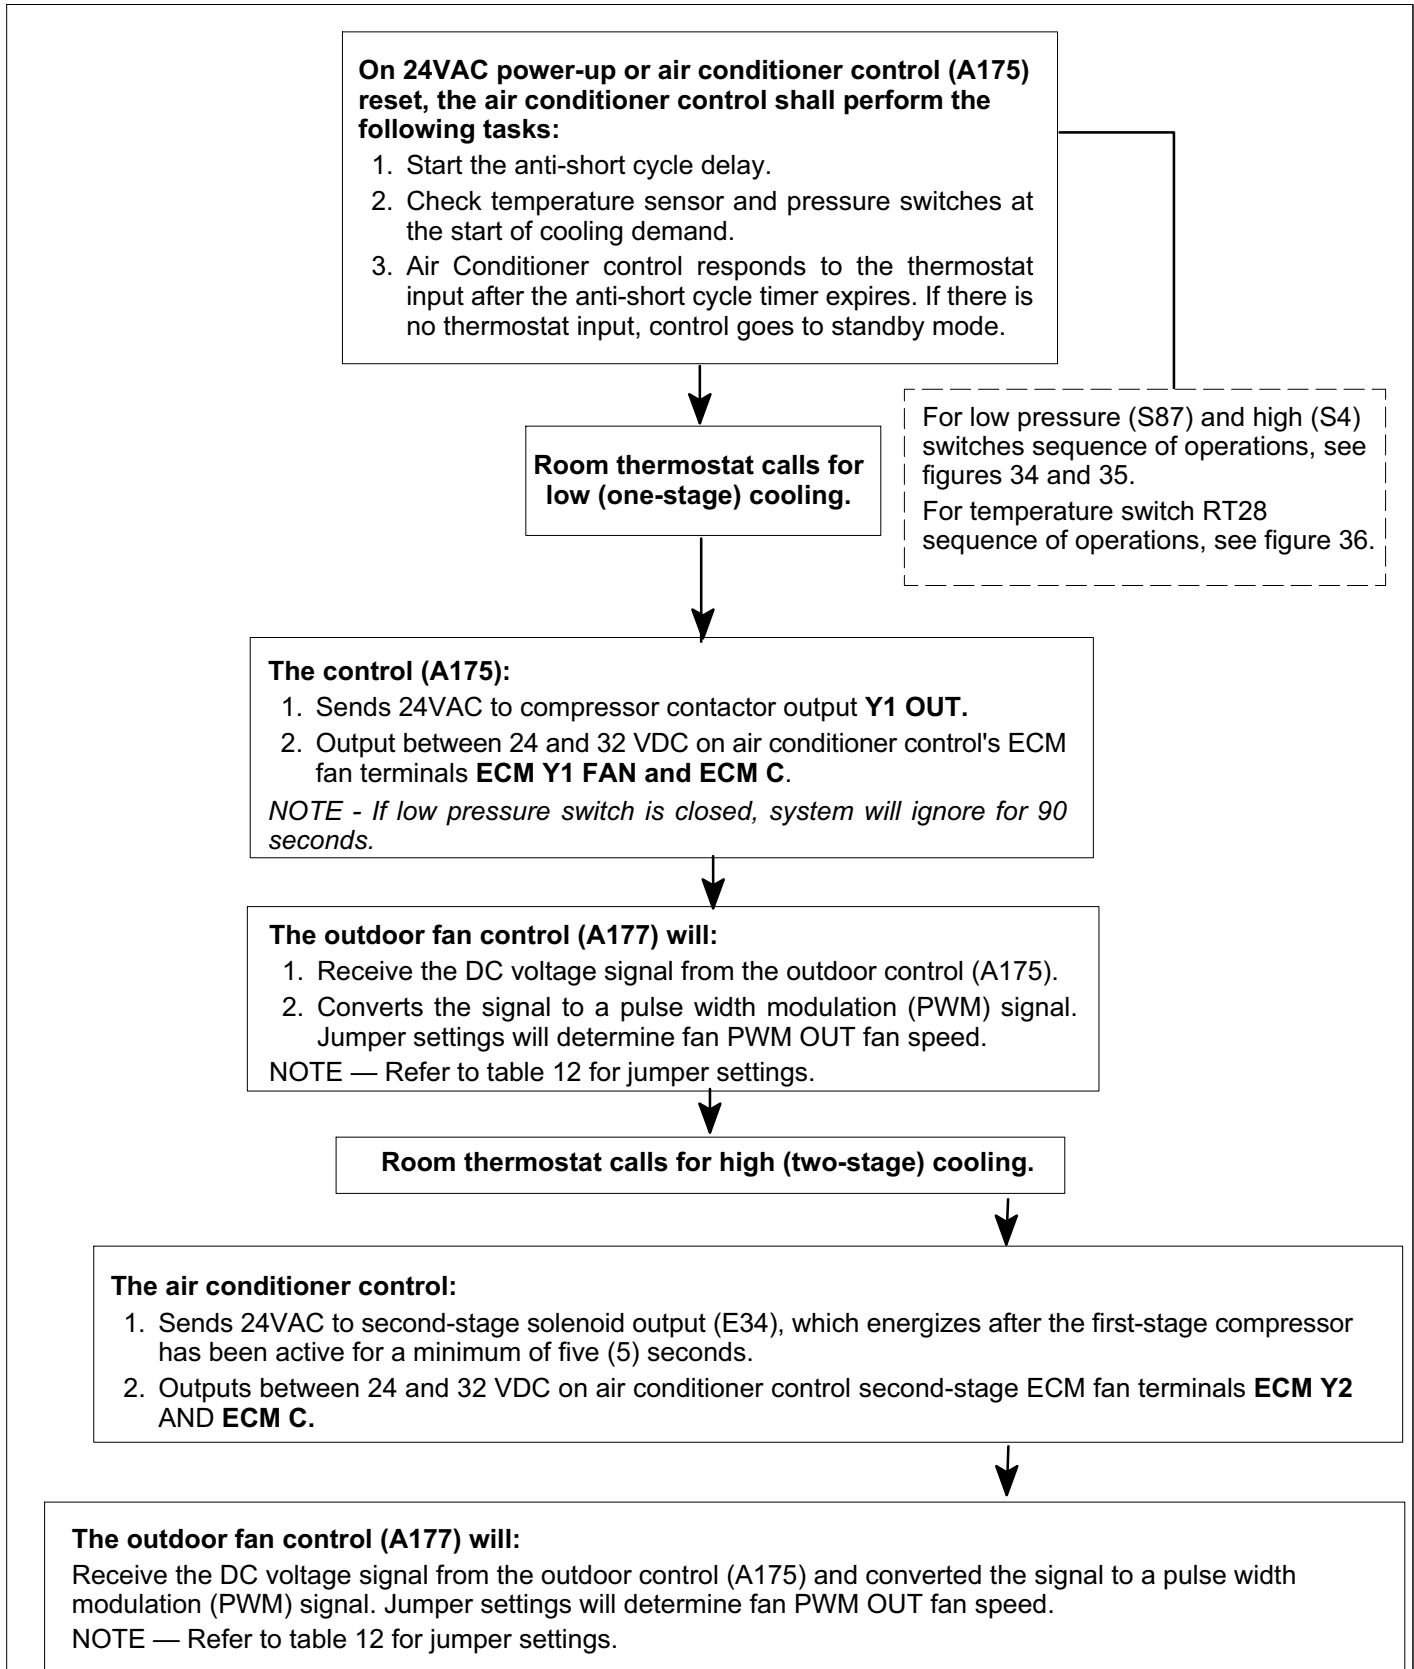 On 24VAC power-up or air conditioner control (A175)
reset, the air conditioner control shall perform the
following tasks:
1. Start the anti-short cycle delay.
2. Check temperature sensor and pressure switches at
the start of cooling demand.
3. Air Conditioner control responds to the thermostat
input after the anti-short cycle timer expires. If there is
no thermostat input, control goes to standby mode.
For low pressure (S87) and high (S4)
switches sequence of operations, see
figures 34 and 35.
For temperature switch RT28
sequence of operations, see figure 36.
Room thermostat calls for
low (one-stage) cooling.
The control (A175):
1. Sends 24VAC to compressor contactor output Y1 OUT.
2. Output between 24 and 32 VDC on air conditioner control's ECM
fan terminals ECM Y1 FAN and ECM C.
NOTE - If low pressure switch is closed, system will ignore for 90
seconds.
The outdoor fan control (A177) will:
1. Receive the DC voltage signal from the outdoor control (A175).
2. Converts the signal to a pulse width modulation (PWM) signal.
Jumper settings will determine fan PWM OUT fan speed.
NOTE — Refer to table 12 for jumper settings.
Room thermostat calls for high (two-stage) cooling.
The air conditioner control:
1. Sends 24VAC to second-stage solenoid output (E34), which energizes after the first-stage compressor
has been active for a minimum of five (5) seconds.
2. Outputs between 24 and 32 VDC on air conditioner control second-stage ECM fan terminals ECM Y2
AND ECM C.
The outdoor fan control (A177) will:
Receive the DC voltage signal from the outdoor control (A175) and converted the signal to a pulse width
modulation (PWM) signal. Jumper settings will determine fan PWM OUT fan speed.
NOTE — Refer to table 12 for jumper settings.